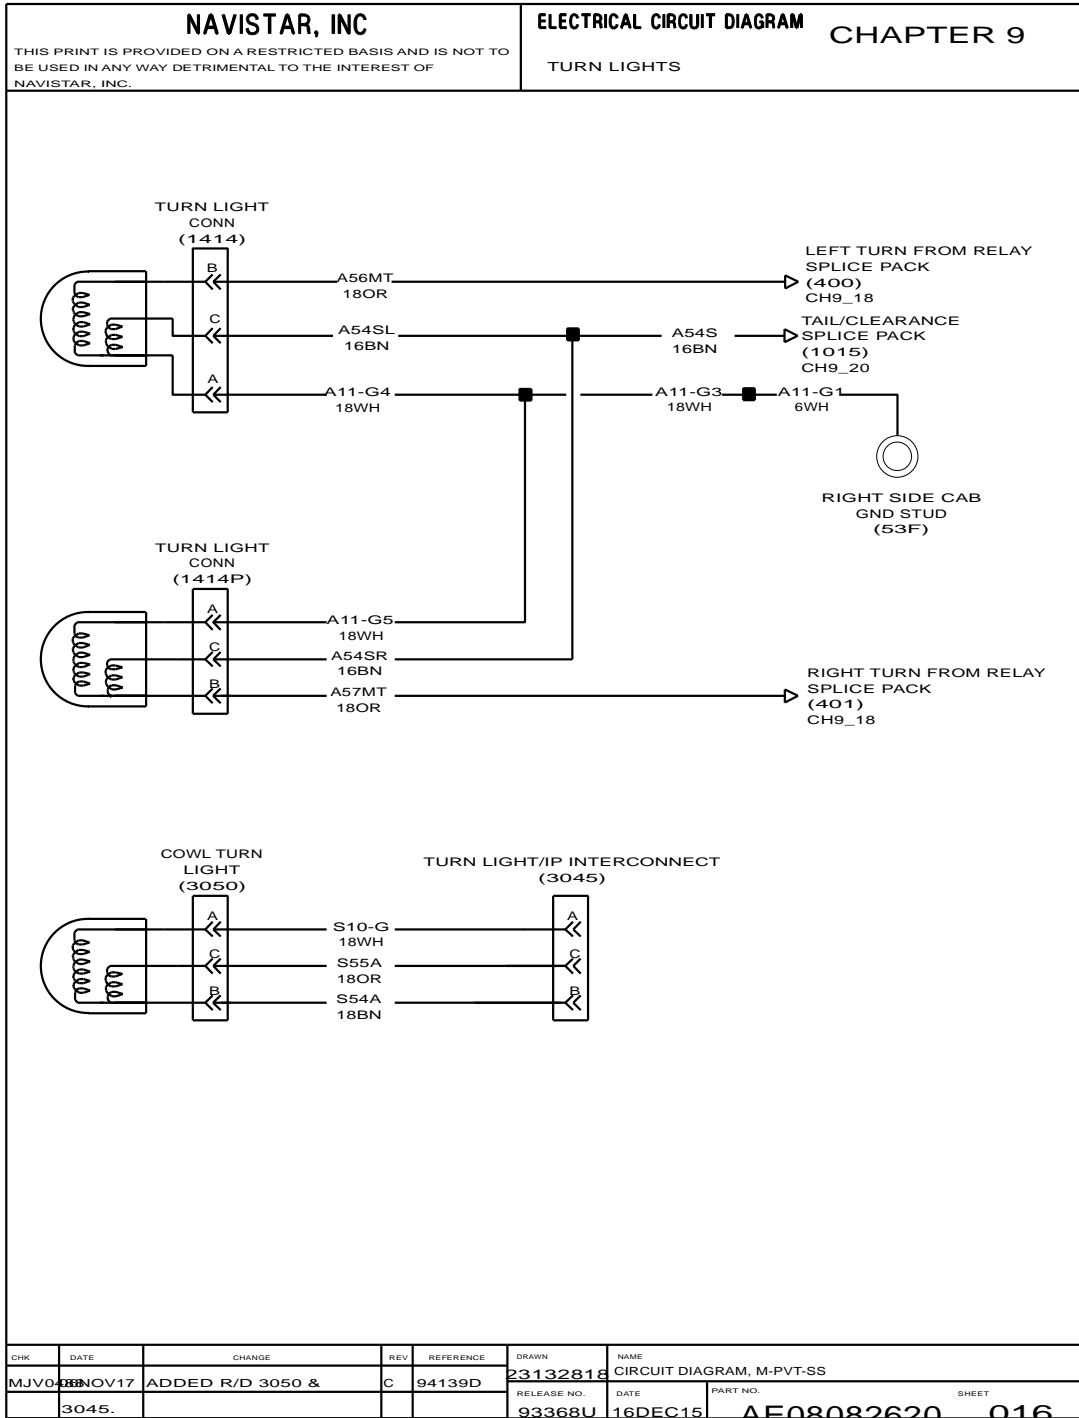 NAVISTAR, INC
THIS PRINT IS PROVIDED ON A RESTRICTED BASIS AND IS NOT TO
BE USED IN ANY WAY DETRIMENTAL TO THE INTEREST OF
NAVISTAR, INC.
ELECTRICAL CIRCUIT DIAGRAM
CHAPTER 9
TURN LIGHTS
TURN LIGHT
CONN
(1414)
B
A56MT
18OR
LEFT TURN FROM RELAY
SPLICE PACK
(400)
CH9_18
C
A54SL
16BN
A54S
16BN
TAIL/CLEARANCE
SPLICE PACK
(1015)
CH9_20
A
A11-G4
18WH
A11-G3
18WH
A11-G1
6WH
RIGHT SIDE CAB
GND STUD
(53F)
TURN LIGHT
CONN
(1414P)
A
A11-G5
18WH
C
A54SR
16BN
B
A57MT
18OR
RIGHT TURN FROM RELAY
SPLICE PACK
(401)
CH9_18
COWL TURN
LIGHT
(3050)
TURN LIGHT/IP INTERCONNECT
(3045)
A
S10-G
18WH
A
C
S55A
18OR
C
B
S54A
18BN
B
CHK DATE CHANGE REV REFERENCE
NOV17 ADDED R/D 3050 & C 94139D
3045.
DRAWN
23132818
NAME
CIRCUIT DIAGRAM, M-PVT-SS
RELEASE NO.
93368U
DATE
16DEC15
PART NO.
AE08082620
SHEET
016